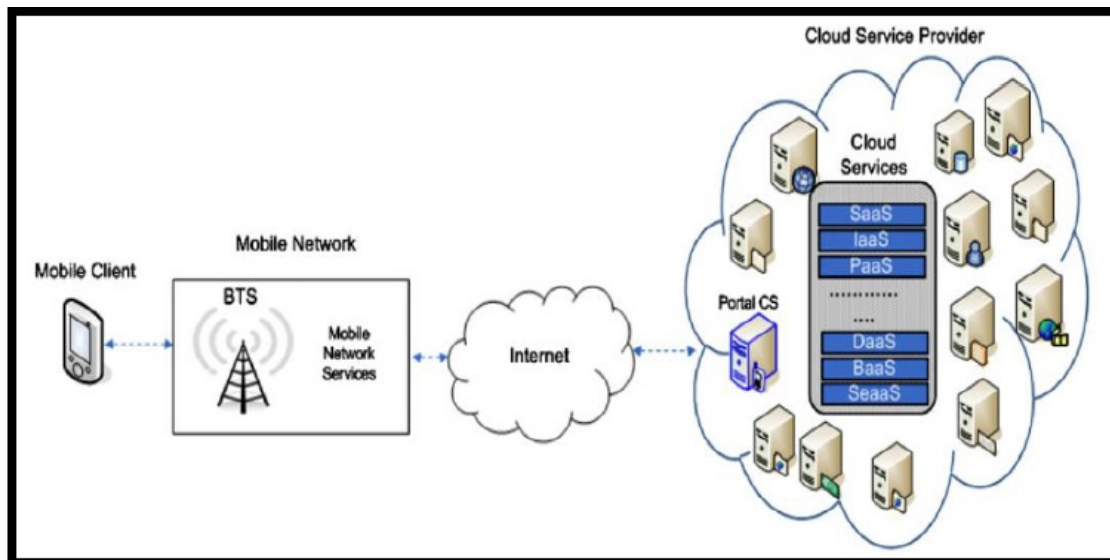 Cloud Service Provider
Cloud
Services
SaaS
IaaS
PaaS
.............
....
DaaS
BaaS
SeaaS
Portal CS
Mobile Network
Mobile Client
BTS
Mobile
Network
Services
Internet